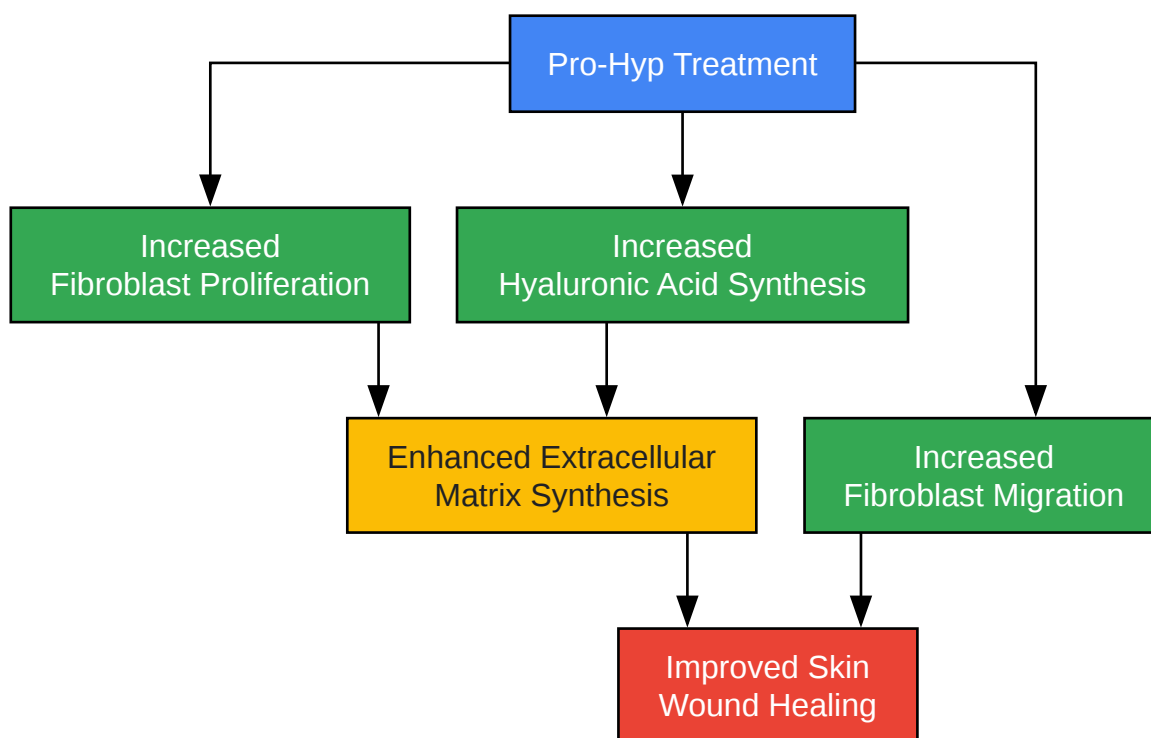 Pro-Hyp Treatment
Increased
Fibroblast Proliferation
Increased
Hyaluronic Acid Synthesis
Enhanced Extracellular
Matrix Synthesis
Increased
Fibroblast Migration
Improved Skin
Wound Healing